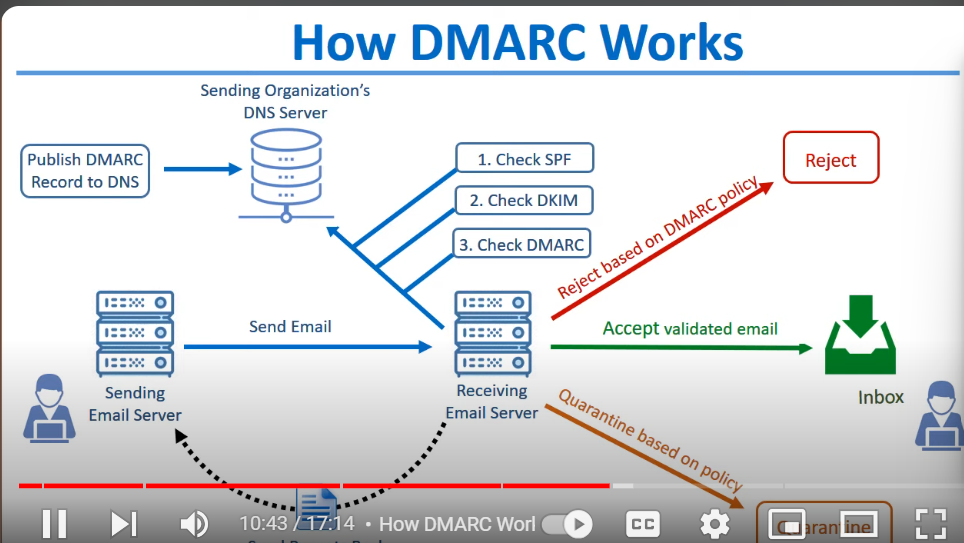 How DMARC Works
Sending Organization's
DNS Server
Publish DMARC
Record to DNS
1. Check SPF
2. Check DKIM
3. Check DMARC
Reject
Reject based on DMARC policy
Send Email
Accept validated email
Sending
Email Server
Receiving
Email Server
Inbox
Quarantine based on policy
10:43 / 17:14 • How DMARC Worl
CC
Quarantine